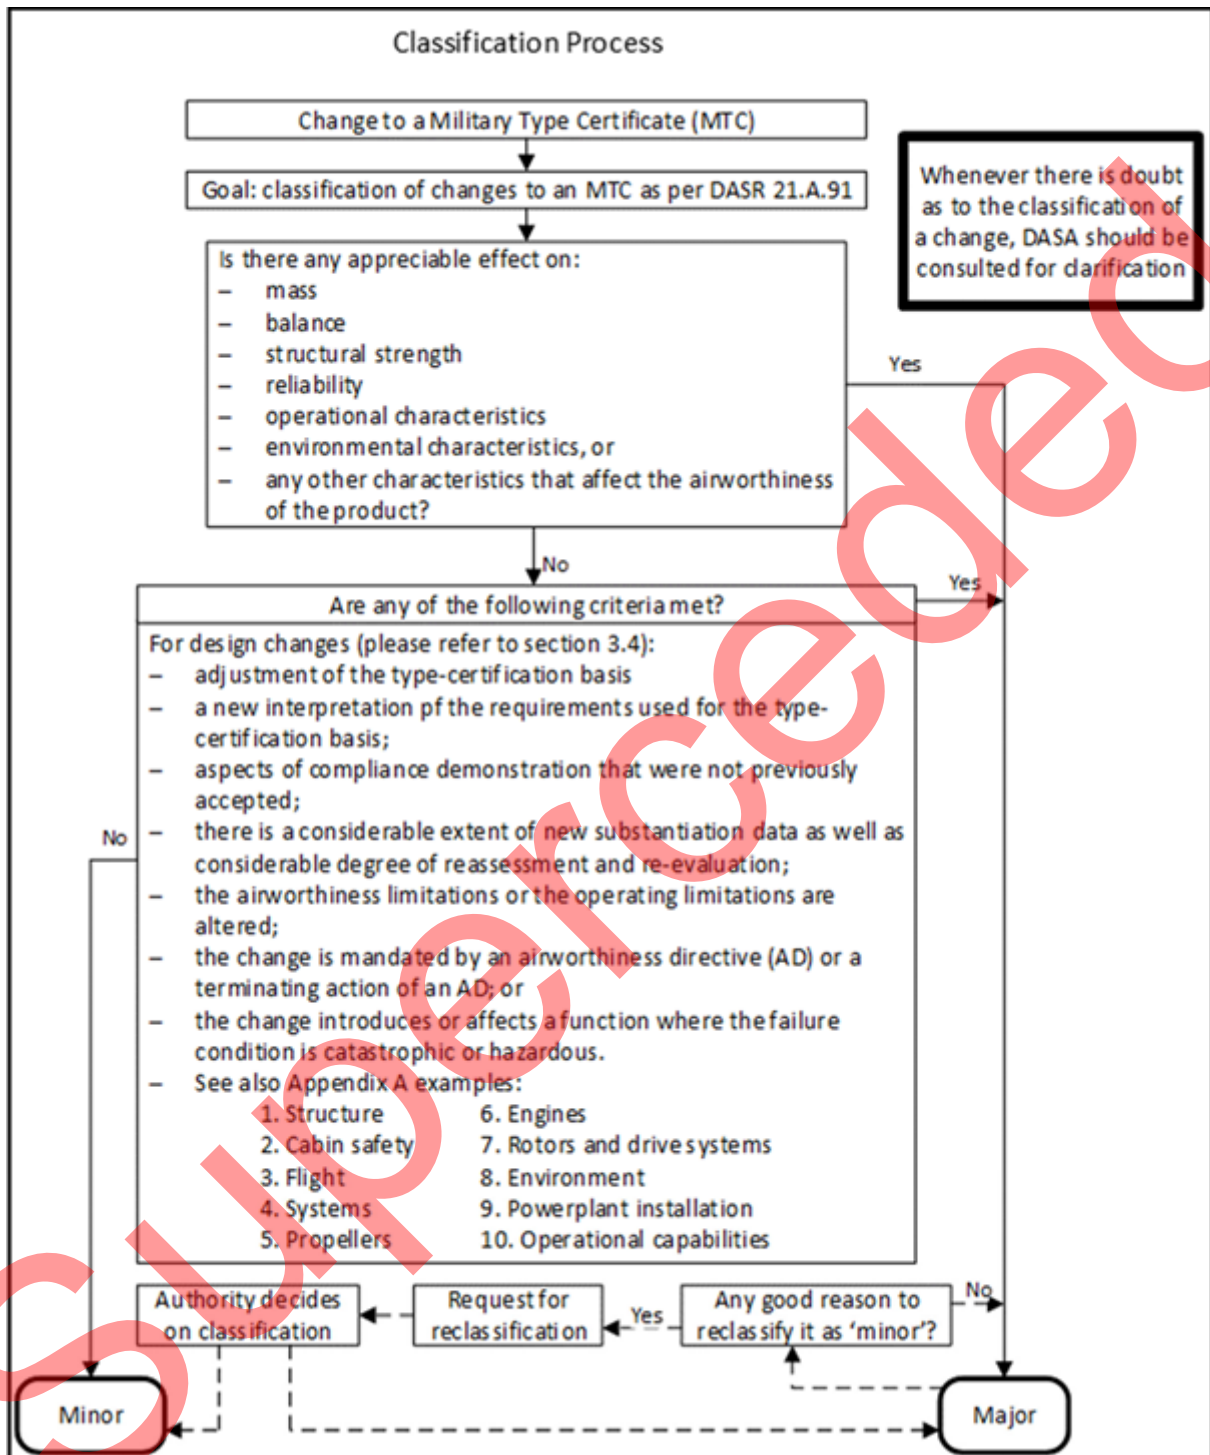 Classification Process
Change to a Military Type Certificate (MTC)
Goal: classification of changes to an MTC as per DASR 21.A.91
Whenever there is doubt
as to the classification of
a change, DASA should be
consulted for clarification
Is there any appreciable effect on:
– mass
– balance
– structural strength
– reliability
– operational characteristics
– environmental characteristics, or
– any other characteristics that affect the airworthiness
of the product?
Yes
No
Are any of the following criteria met?
Yes
For design changes (please refer to section 3.4):
– adjustment of the type-certification basis
– a new interpretation pf the requirements used for the type-
certification basis;
– aspects of compliance demonstration that were not previously
accepted;
– there is a considerable extent of new substantiation data as well as
considerable degree of reassessment and re-evaluation;
– the airworthiness limitations or the operating limitations are
altered;
– the change is mandated by an airworthiness directive (AD) or a
terminating action of an AD; or
– the change introduces or affects a function where the failure
condition is catastrophic or hazardous.
– See also Appendix A examples:
1. Structure
2. Cabin safety
3. Flight
4. Systems
5. Propellers
6. Engines
7. Rotors and drive systems
8. Environment
9. Powerplant installation
10. Operational capabilities
No
Authority decides
on classification
Request for
reclassification
Yes
Any good reason to
reclassify it as ‘minor’?
No
Minor
Major
Superceded